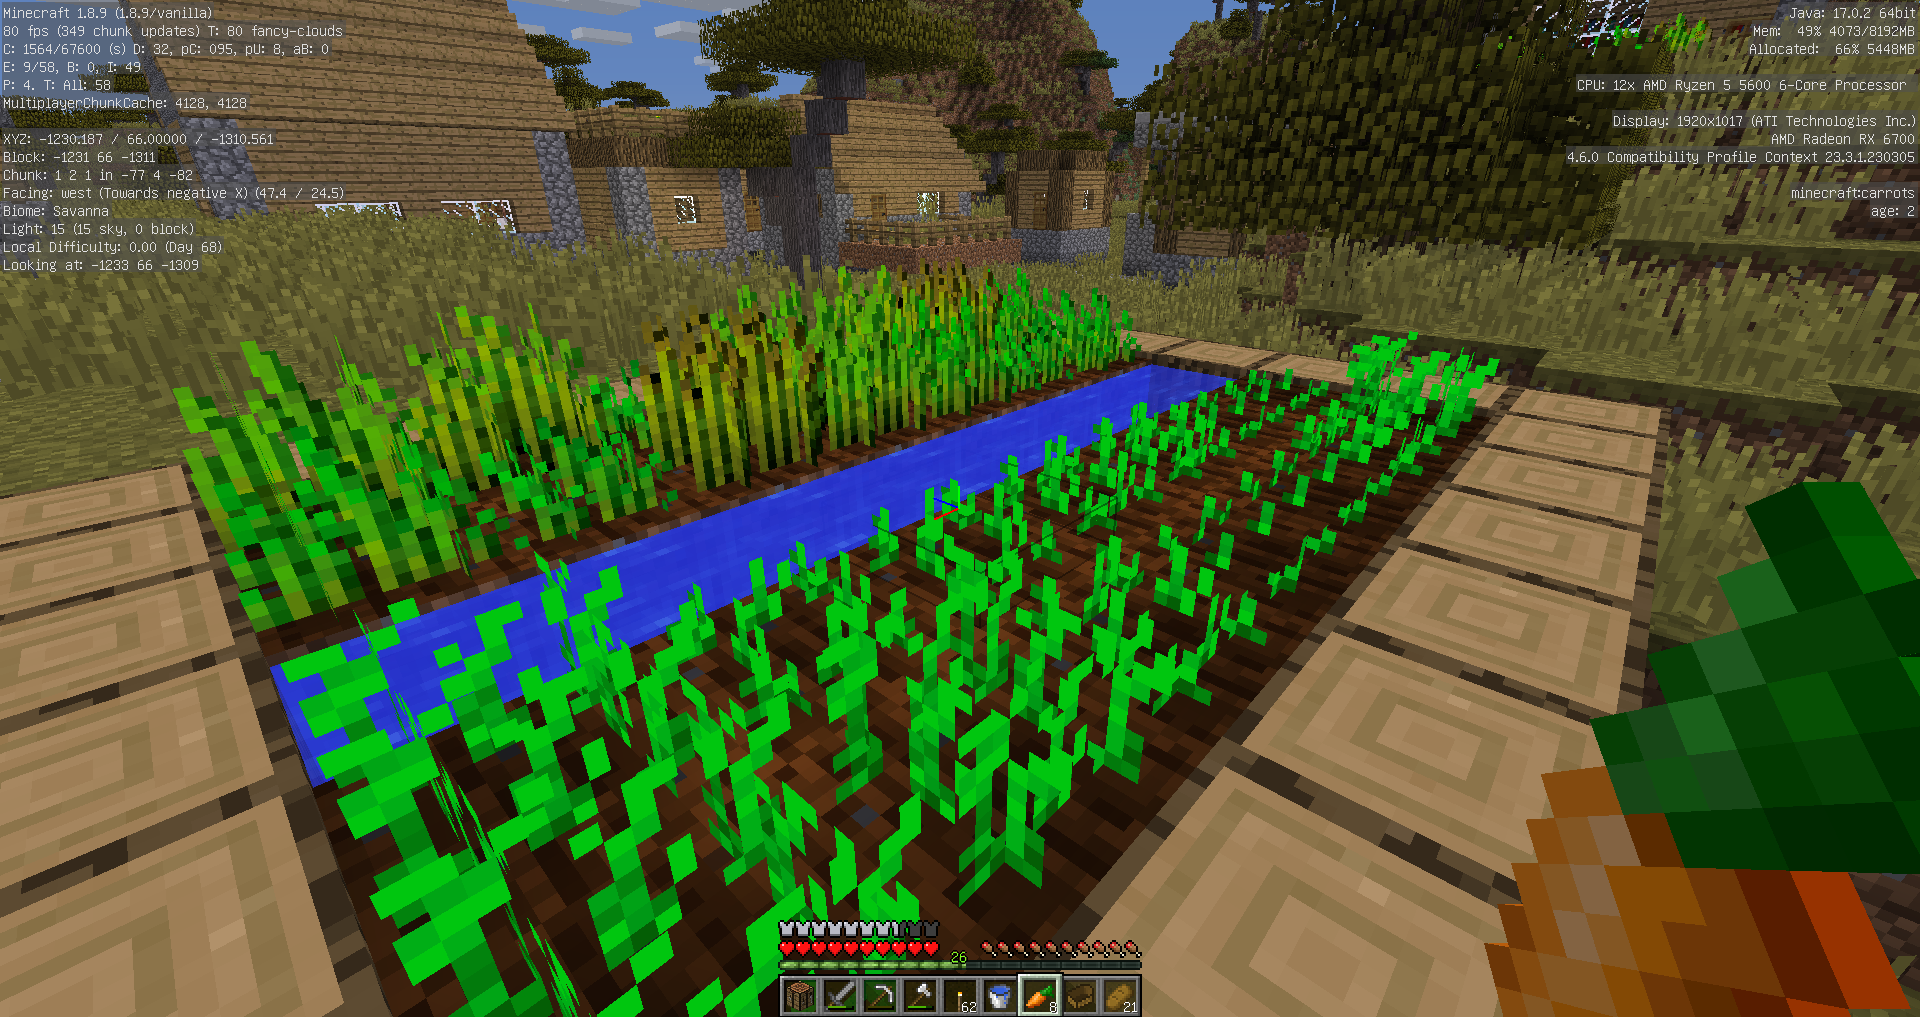 Minecraft 1.8.9 (1.8.9/vanilla)
80 fps (349 chunk updates) T: 80 fancy-clouds
C: 1564/67600 (s) D: 32, pC: 095, pU: 8, aB: 0
E: 9/58, B: 0, I: 49
P: 4. T: All: 58
MultiplayerChunkCache: 4128, 4128
XYZ: -1230.187 / 66.00000 / -1310.561
Block: -1231 66 -1311
Chunk: 1 2 1 in -77 4 -82
Facing: west (Towards negative X) (47.4 / 24.5)
Biome: Savanna
Light: 15 (15 sky, 0 block)
Local Difficulty: 0.00 (Day 68)
Looking at: -1233 66 -1309
Java: 17.0.2 64bit
Mem: 49% 4073/8192MB
Allocated: 66% 5448MB
CPU: 12x AMD Ryzen 5 5600 6-Core Processor
Display: 1920x1017 (ATI Technologies Inc.)
AMD Radeon RX 6700
4.6.0 Compatibility Profile Context 23.3.1.230305
minecraft:carrots
age: 2
26
62 8 21